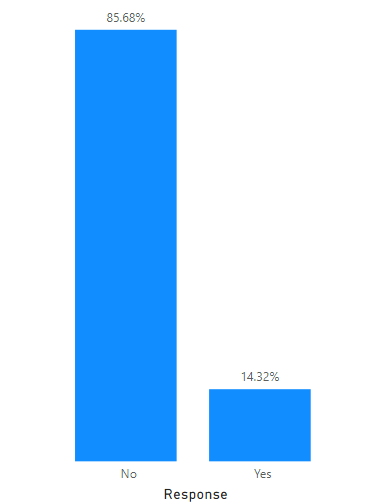 85.68%
14.32%
No Yes
Response